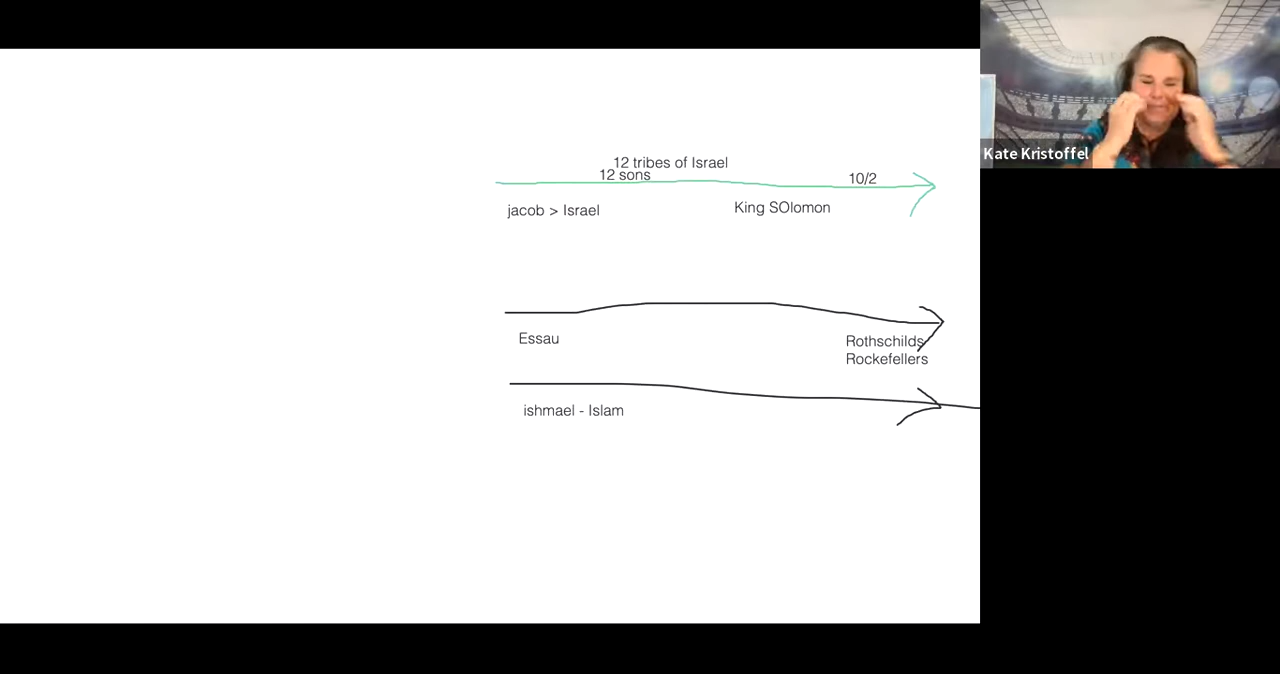 12 tribes of Israel
12 sons
10/2
jacob > Israel
King SOlomon
Essau
Rothschilds
Rockefellers
ishmael - Islam
Kate Kristoffel